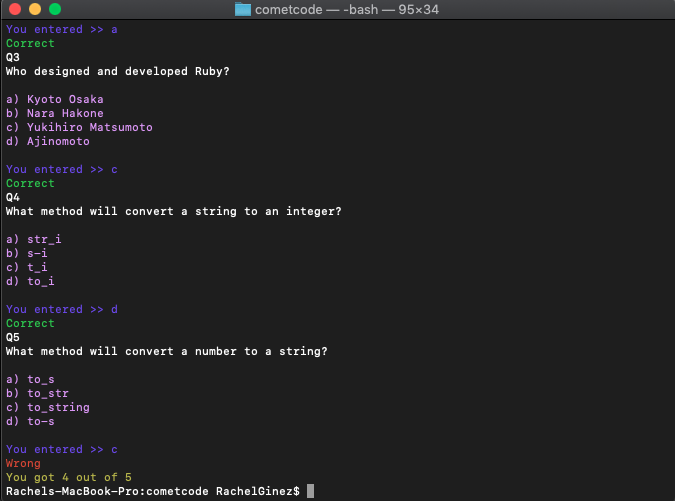 cometcode — -bash — 95×34
You entered >> a
Correct
Q3
Who designed and developed Ruby?
a) Kyoto Osaka
b) Nara Hakone
c) Yukihiro Matsumoto
d) Ajinomoto
You entered >> c
Correct
Q4
What method will convert a string to an integer?
a) str_i
b) s-i
c) t_i
d) to_i
You entered >> d
Correct
Q5
What method will convert a number to a string?
a) to_s
b) to_str
c) to_string
d) to-s
You entered >> c
Wrong
You got 4 out of 5
Rachels-MacBook-Pro:cometcode RachelGinez$